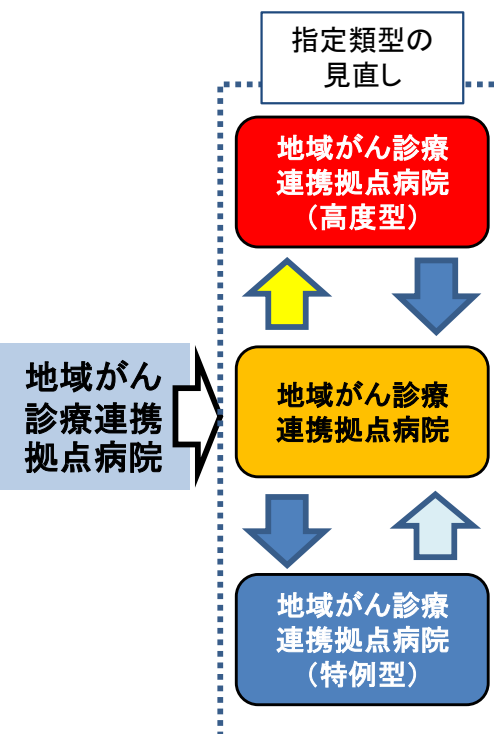 指定類型の
見直し
地域がん診療
連携拠点病院
（高度型）
地域がん
診療連携
拠点病院
地域がん診療
連携拠点病院
地域がん診療
連携拠点病院
（特例型）